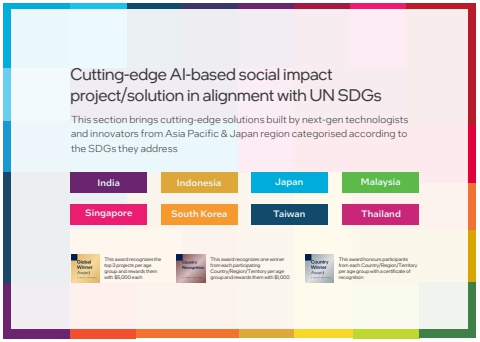 Cutting-edge AI-based social impact
project/solution in alignment with UN SDGs
This section brings cutting-edge solutions built by next-gen technologists
and innovators from Asia Pacific & Japan region categorised according to
the SDGs they address
India
Indonesia
Japan
Malaysia
Singapore
South Korea
Taiwan
Thailand
Global
Winner
Award
This award recognizes the
top 3 projects per age
group and rewards them
with $5,000 each
Country
Recognition
This award recognizes one winner
from each participating
Country/Region/Territory per age
group and rewards them with $1,000
Country
Winner
Award
This award honours participants
from each Country/Region/Territory
per age group with a certificate of
recognition.